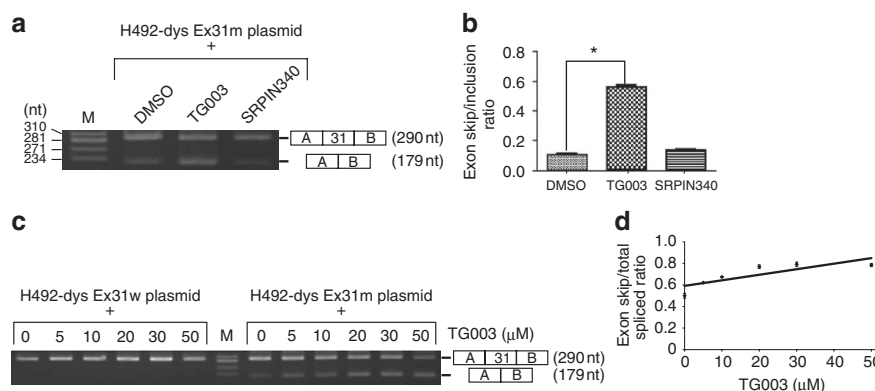 a
H492-dys Ex31m plasmid
+
(nt) M DMSO TG003 SRPIN340
310
281
271
234
A 31 B (290 nt)
A B (179 nt)
b
Exon skip/inclusion
ratio
0.8
0.6
0.4
0.2
0.0
*
DMSO TG003 SRPIN340
c
H492-dys Ex31w plasmid H492-dys Ex31m plasmid
+ +
0 5 10 20 30 50 M 0 5 10 20 30 50 TG003 (μM)
A 31 B (290 nt)
A B (179 nt)
d
Exon skip/total
spliced ratio
1.0
0.8
0.6
0.4
0.2
0.0
0 10 20 30 40 50
TG003 (μM)